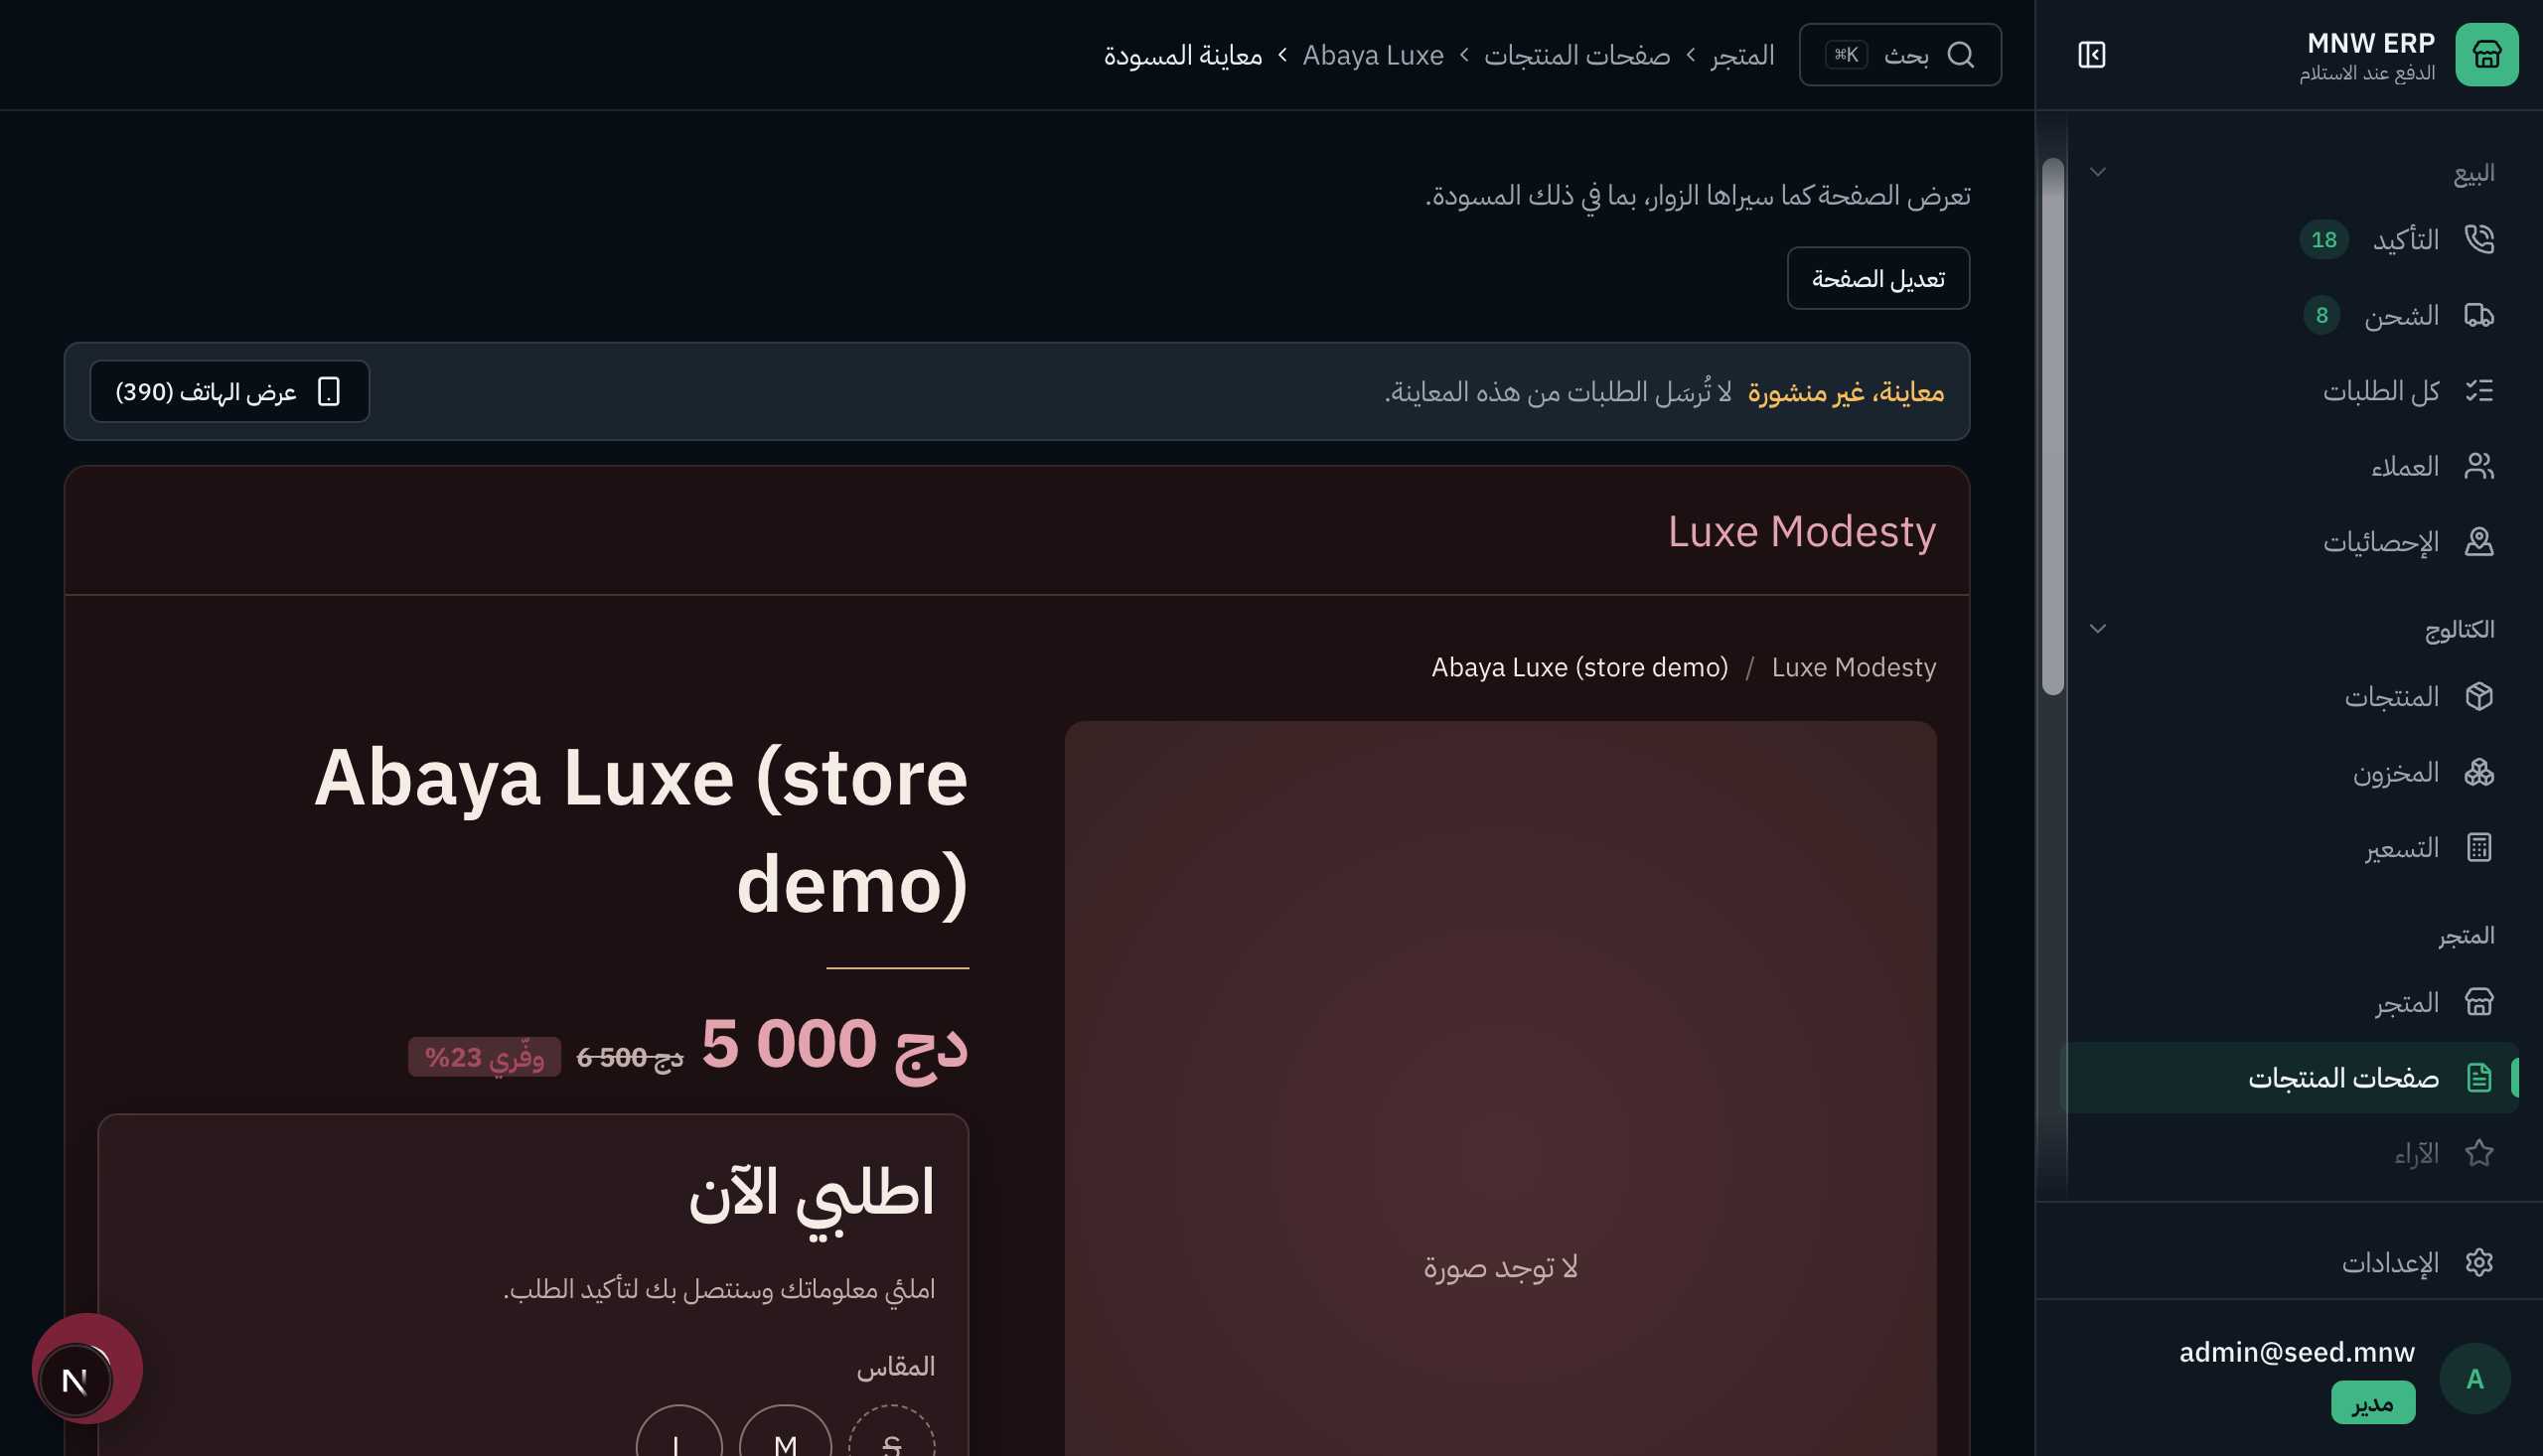 MNW ERP
الدفع عند الاستلام
البيع
التأكيد 18
الشحن 8
كل الطلبات
العملاء
الإحصائيات
الكتالوج
المنتجات
المخزون
التسعير
المتجر
المتجر
صفحات المنتجات
الآراء
الإعدادات
A admin@seed.mnw
مدير
بحث ⌘K
المتجر › صفحات المنتجات › Abaya Luxe › معاينة المسودة
تعرض الصفحة كما سيراها الزوار، بما في ذلك المسودة.
تعديل الصفحة
معاينة، غير منشورة لا تُرسَل الطلبات من هذه المعاينة.
عرض الهاتف (390)
Luxe Modesty
Luxe Modesty / Abaya Luxe (store demo)
لا توجد صورة
Abaya Luxe (store
demo)
دج 5 000 دج 6 500 وفّري 23%
اطلبي الآن
املئي معلوماتك وسنتصل بك لتأكيد الطلب.
المقاس
S M L
N